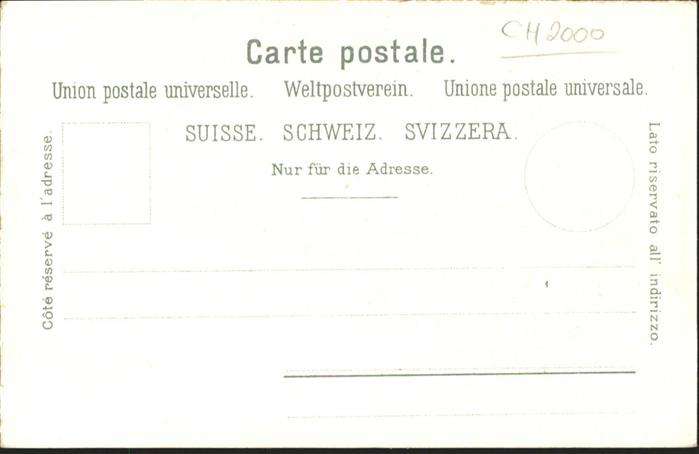 CH2000
Carte postale.
Union postale universelle. Weltpostverein. Unione postale universale.
SUISSE. SCHWEIZ. SVIZZERA.
Nur für die Adresse.
Côté réservé à l'adresse.
Lato riservato all' indirizzo.